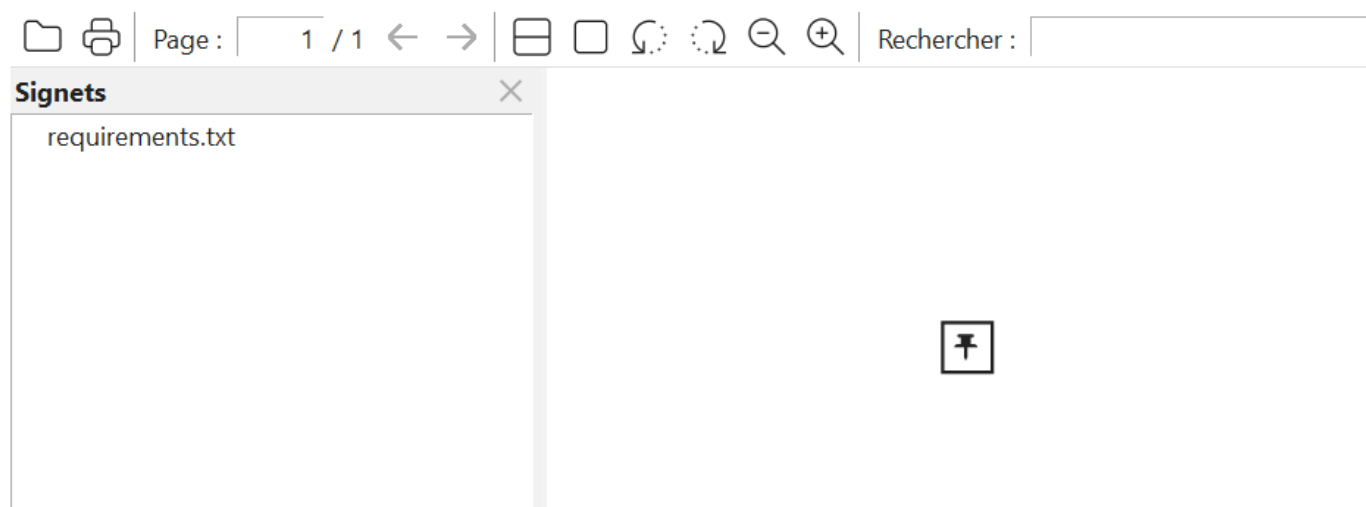 Page : 1 / 1 Rechercher :
Signets
requirements.txt